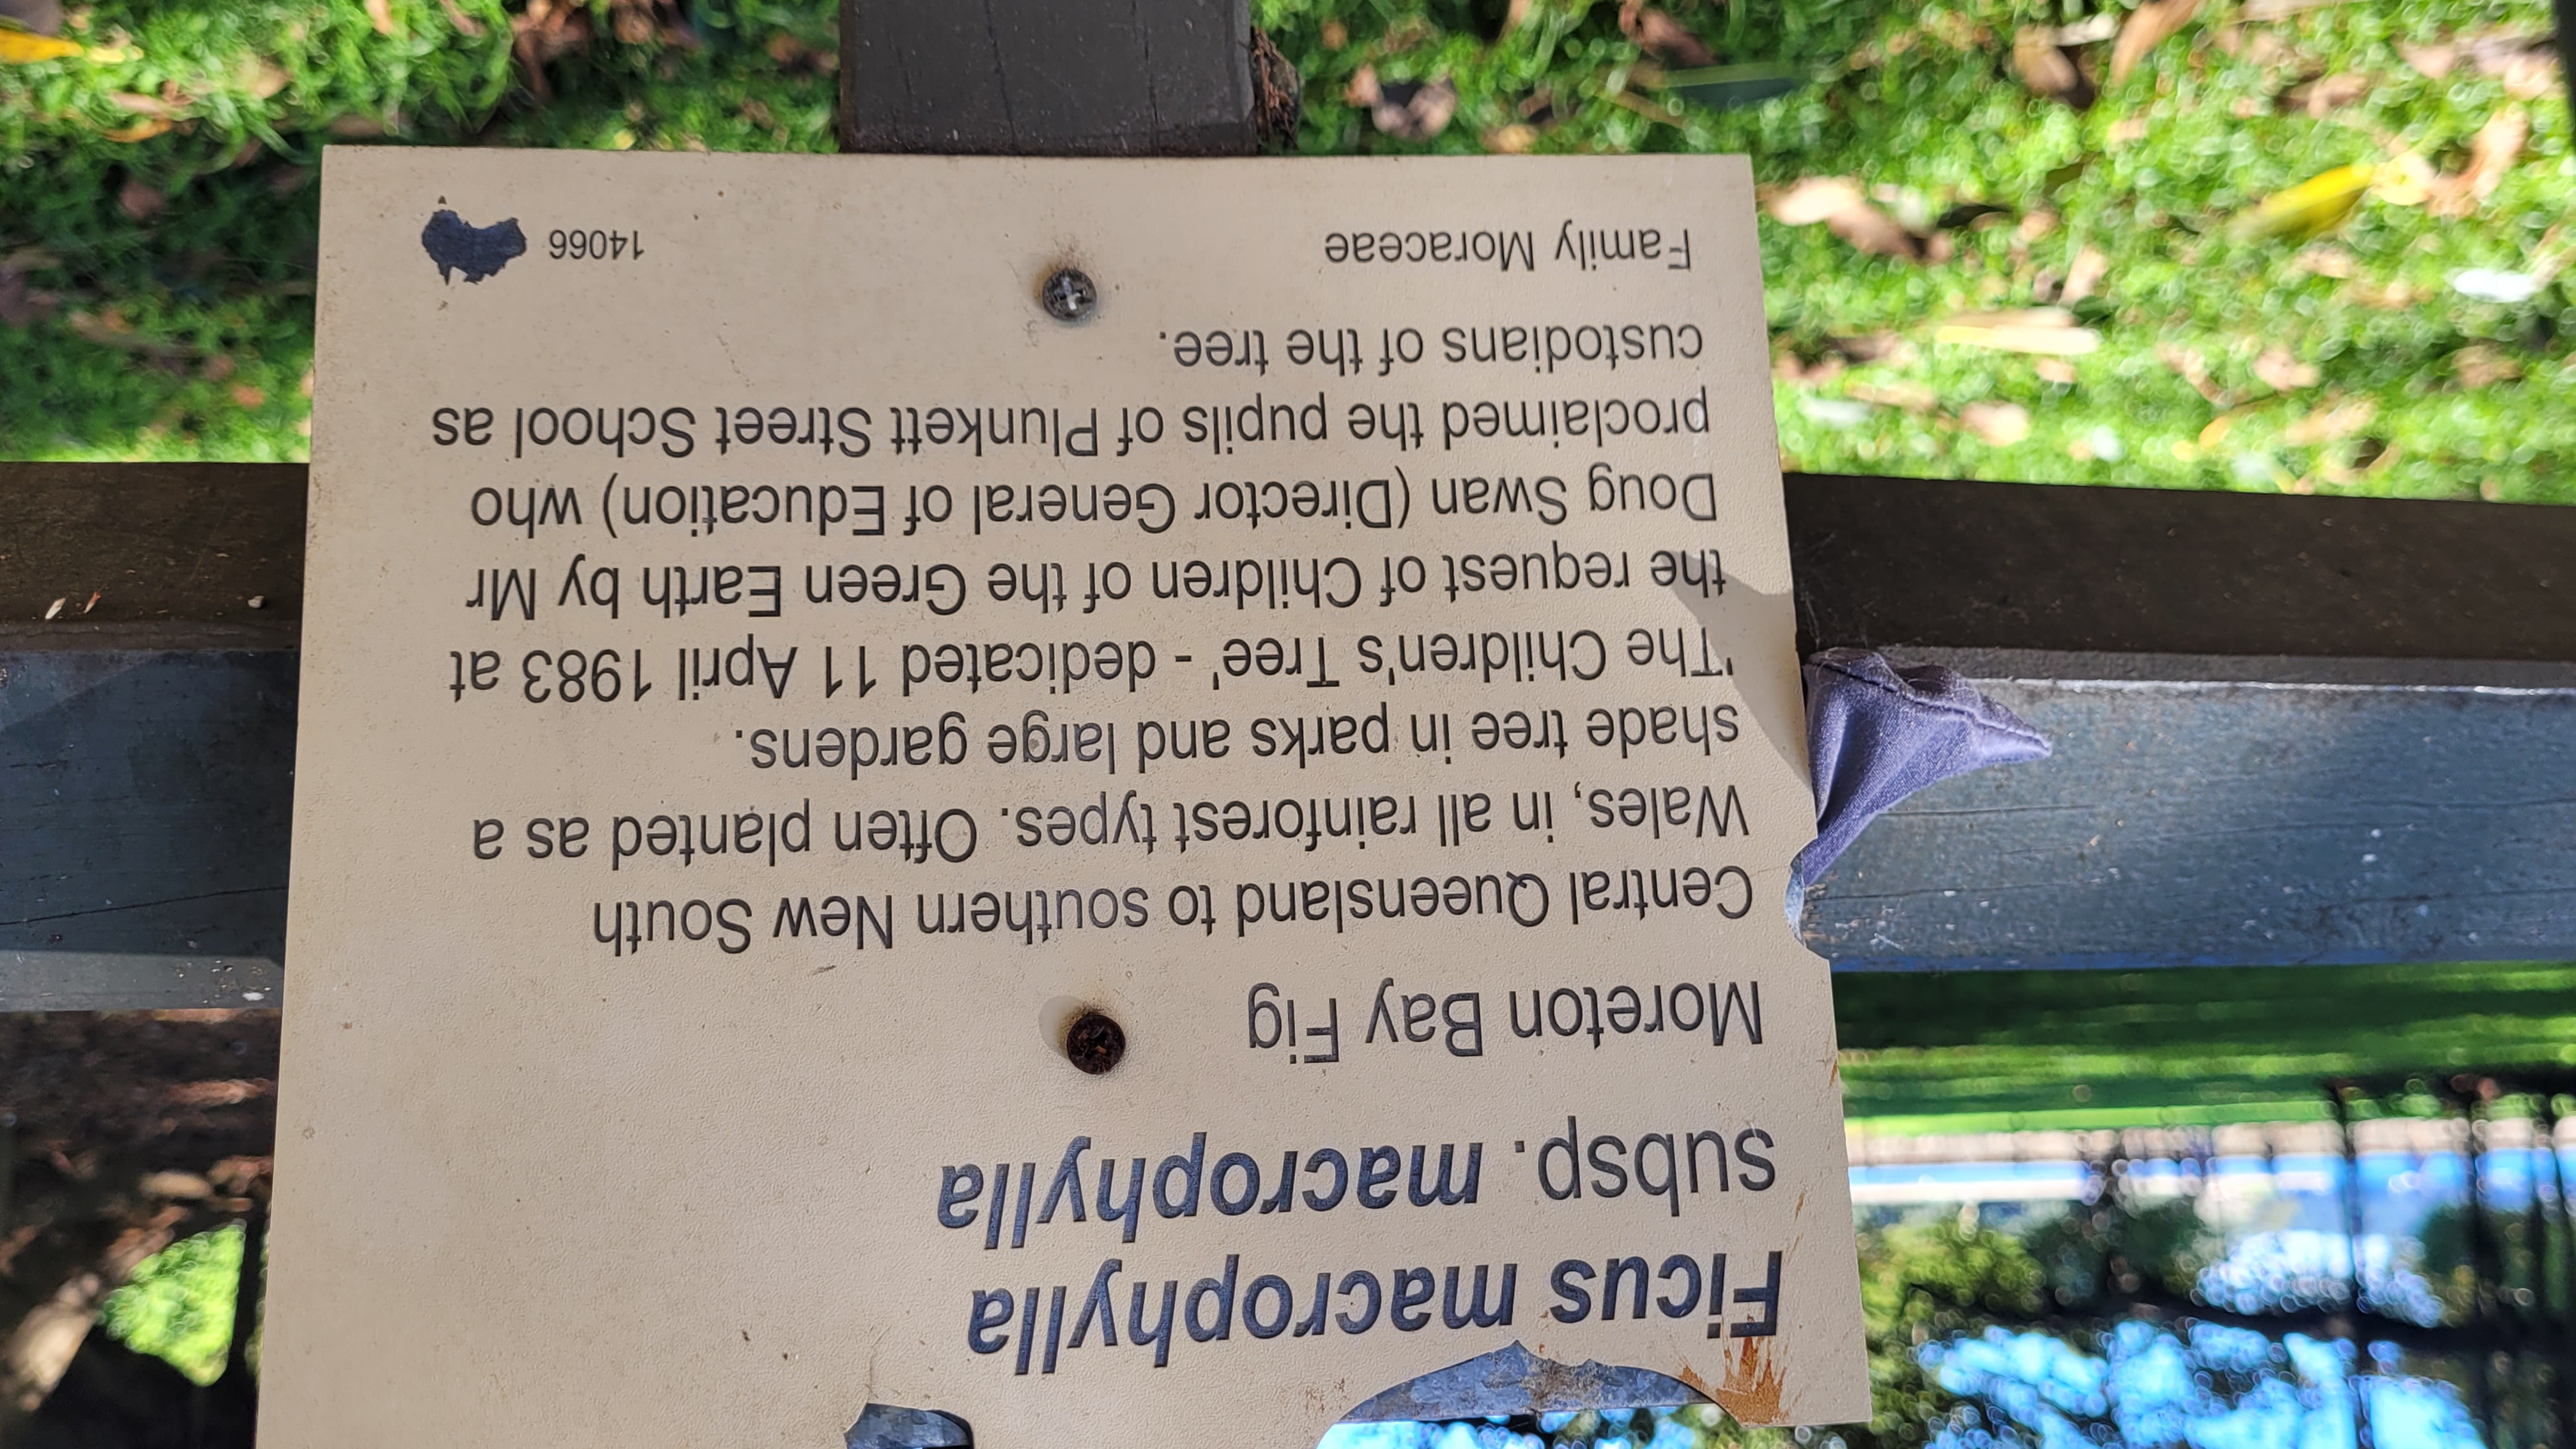 Ficus macrophylla
subsp. macrophylla
Moreton Bay Fig
Central Queensland to southern New South
Wales, in all rainforest types. Often planted as a
shade tree in parks and large gardens.
'The Children's Tree' - dedicated 11 April 1983 at
the request of Children of the Green Earth by Mr
Doug Swan (Director General of Education) who
proclaimed the pupils of Plunkett Street School as
custodians of the tree.
Family Moraceae 14066